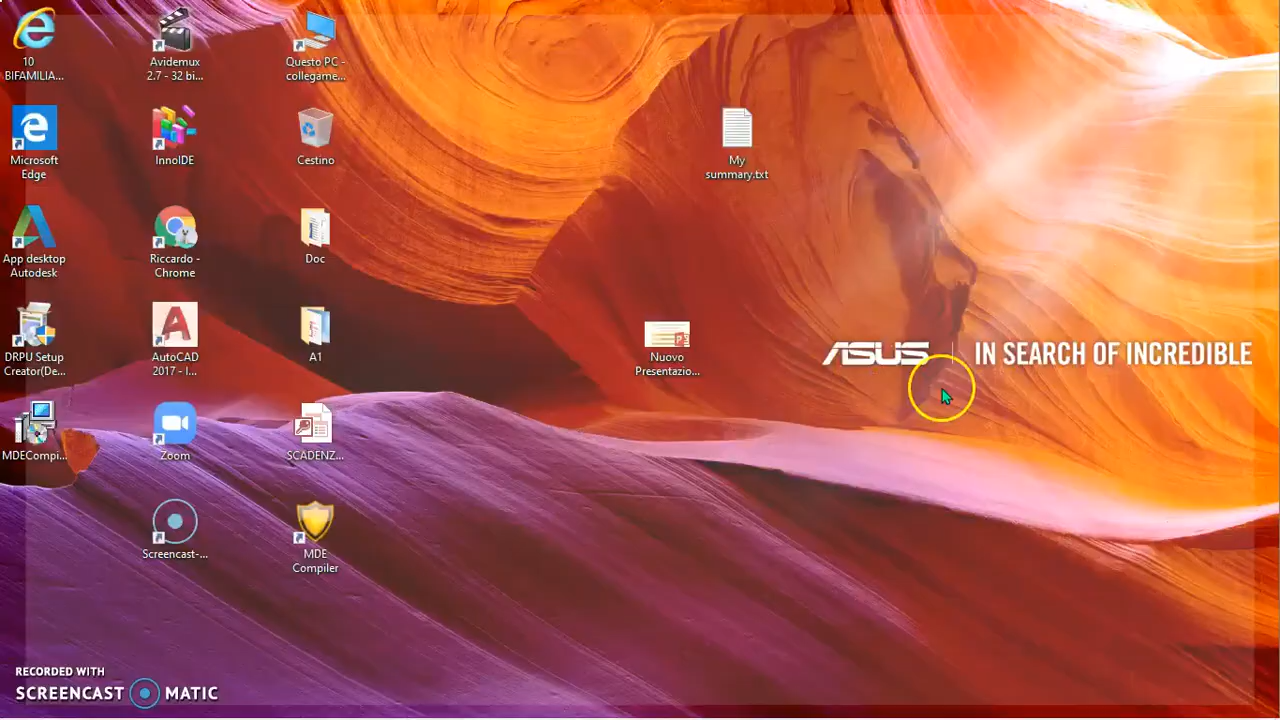 10
BIFAMILIA...
Avidemux
2.7 - 32 bi...
Questo PC -
collegame...
Microsoft
Edge
InnoIDE
Cestino
My
summary.txt
App desktop
Autodesk
Riccardo -
Chrome
Doc
DRPU Setup
Creator(De...
AutoCAD
2017 - I...
A1
Nuovo
Presentazio...
ASUS
IN SEARCH OF INCREDIBLE
MDECompi...
Zoom
SCADENZ...
Screencast-...
MDE
Compiler
RECORDED WITH
SCREENCAST MATIC